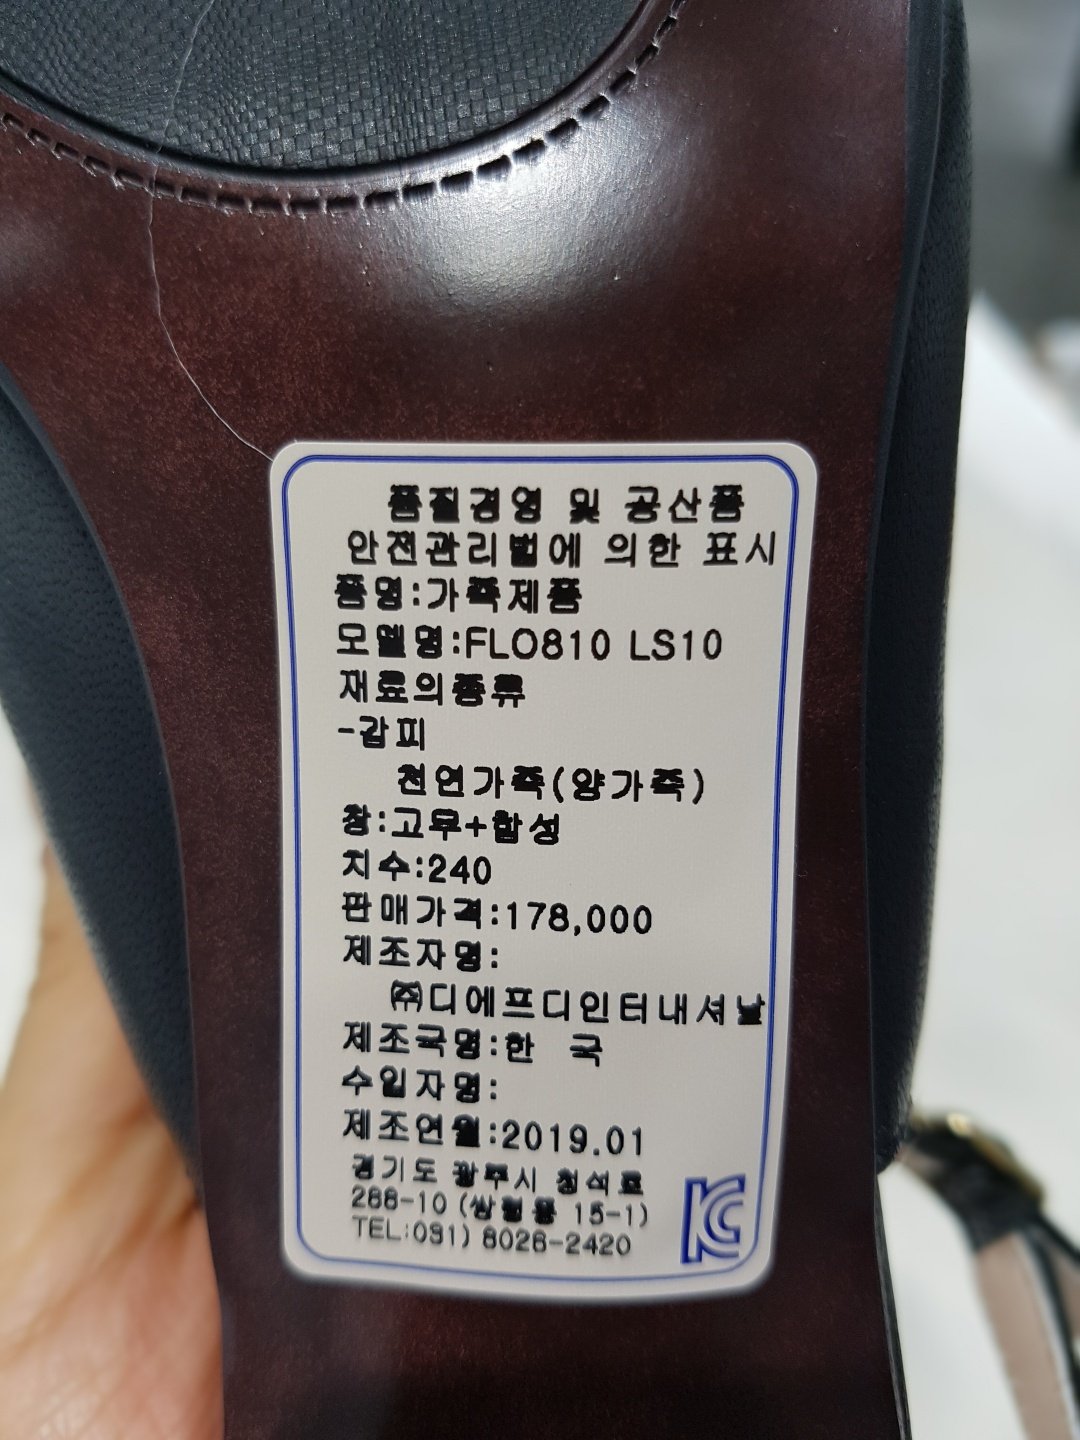 품질경영 및 공산품
안전관리법에 의한 표시
품명:가죽제품
모델명:FLO810 LS10
재료의종류
-갑피
천연가죽(양가죽)
창:고무+합성
치수:240
판매가격:178,000
제조자명:
㈜디에프디인터내셔날
제조국명:한 국
수입자명:
제조연월:2019.01
경기도 광주시 청석로
288-10 (쌍령동 15-1)
TEL:031) 8026-2420
KC